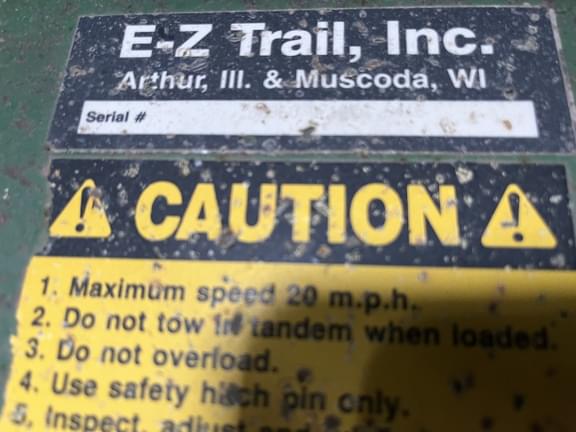 E-Z Trail, Inc.
Arthur, Ill. & Muscoda, WI
Serial #
CAUTION
1. Maximum speed 20 m.p.h.
2. Do not tow in tandem when loaded.
3. Do not overload.
4. Use safety hitch pin only.
5. Inspect, adjust and